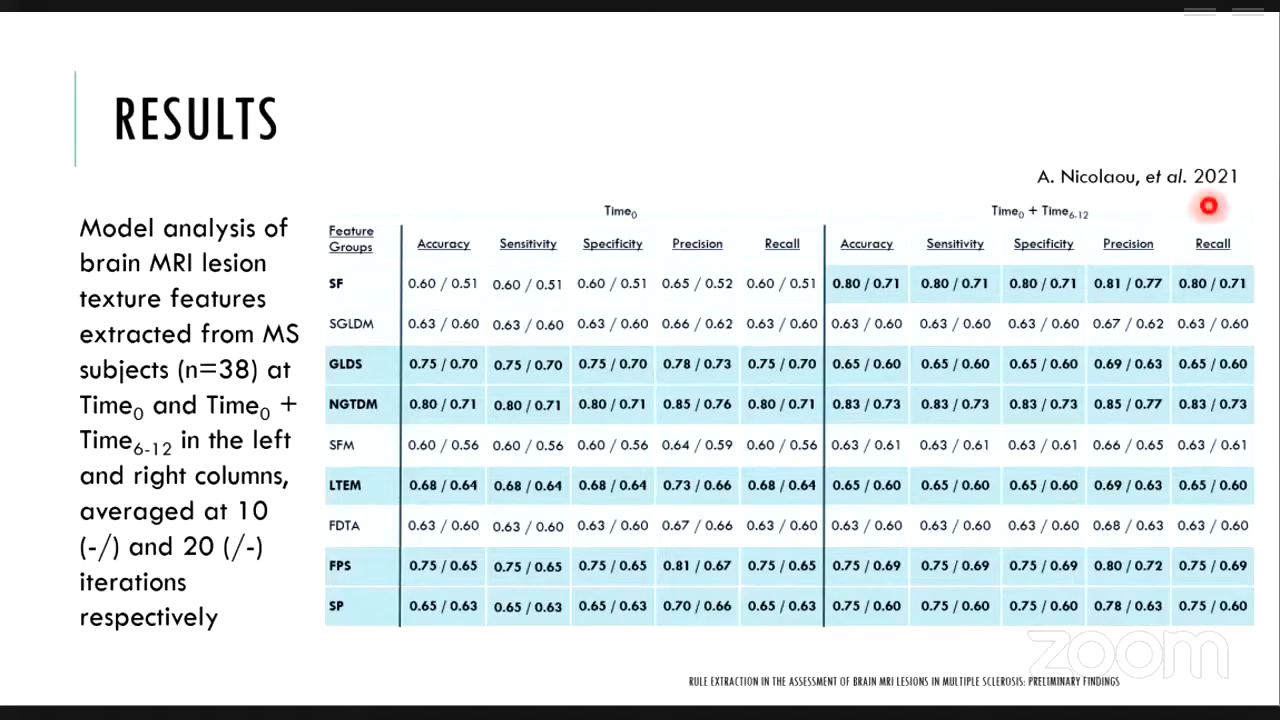 RESULTS
A. Nicolaou, et al. 2021
Model analysis of
brain MRI lesion
texture features
extracted from MS
subjects (n=38) at
Time0 and Time0 +
Time6-12 in the left
and right columns,
averaged at 10
(-/) and 20 (/-)
iterations
respectively
Time0 Time0 + Time6-12
Feature Groups Accuracy Sensitivity Specificity Precision Recall Accuracy Sensitivity Specificity Precision Recall
SF 0.60 / 0.51 0.60 / 0.51 0.60 / 0.51 0.65 / 0.52 0.60 / 0.51 0.80 / 0.71 0.80 / 0.71 0.80 / 0.71 0.81 / 0.77 0.80 / 0.71
SGLDM 0.63 / 0.60 0.63 / 0.60 0.63 / 0.60 0.66 / 0.62 0.63 / 0.60 0.63 / 0.60 0.63 / 0.60 0.63 / 0.60 0.67 / 0.62 0.63 / 0.60
GLDS 0.75 / 0.70 0.75 / 0.70 0.75 / 0.70 0.78 / 0.73 0.75 / 0.70 0.65 / 0.60 0.65 / 0.60 0.65 / 0.60 0.69 / 0.63 0.65 / 0.60
NGTDM 0.80 / 0.71 0.80 / 0.71 0.80 / 0.71 0.85 / 0.76 0.80 / 0.71 0.83 / 0.73 0.83 / 0.73 0.83 / 0.73 0.85 / 0.77 0.83 / 0.73
SFM 0.60 / 0.56 0.60 / 0.56 0.60 / 0.56 0.64 / 0.59 0.60 / 0.56 0.63 / 0.61 0.63 / 0.61 0.63 / 0.61 0.66 / 0.65 0.63 / 0.61
LTEM 0.68 / 0.64 0.68 / 0.64 0.68 / 0.64 0.73 / 0.66 0.68 / 0.64 0.65 / 0.60 0.65 / 0.60 0.65 / 0.60 0.69 / 0.63 0.65 / 0.60
FDTA 0.63 / 0.60 0.63 / 0.60 0.63 / 0.60 0.67 / 0.66 0.63 / 0.60 0.63 / 0.60 0.63 / 0.60 0.63 / 0.60 0.68 / 0.63 0.63 / 0.60
FPS 0.75 / 0.65 0.75 / 0.65 0.75 / 0.65 0.81 / 0.67 0.75 / 0.65 0.75 / 0.69 0.75 / 0.69 0.75 / 0.69 0.80 / 0.72 0.75 / 0.69
SP 0.65 / 0.63 0.65 / 0.63 0.65 / 0.63 0.70 / 0.66 0.65 / 0.63 0.75 / 0.60 0.75 / 0.60 0.75 / 0.60 0.78 / 0.63 0.75 / 0.60
zoom
RULE EXTRACTION IN THE ASSESSMENT OF BRAIN MRI LESIONS IN MULTIPLE SCLEROSIS: PRELIMINARY FINDINGS